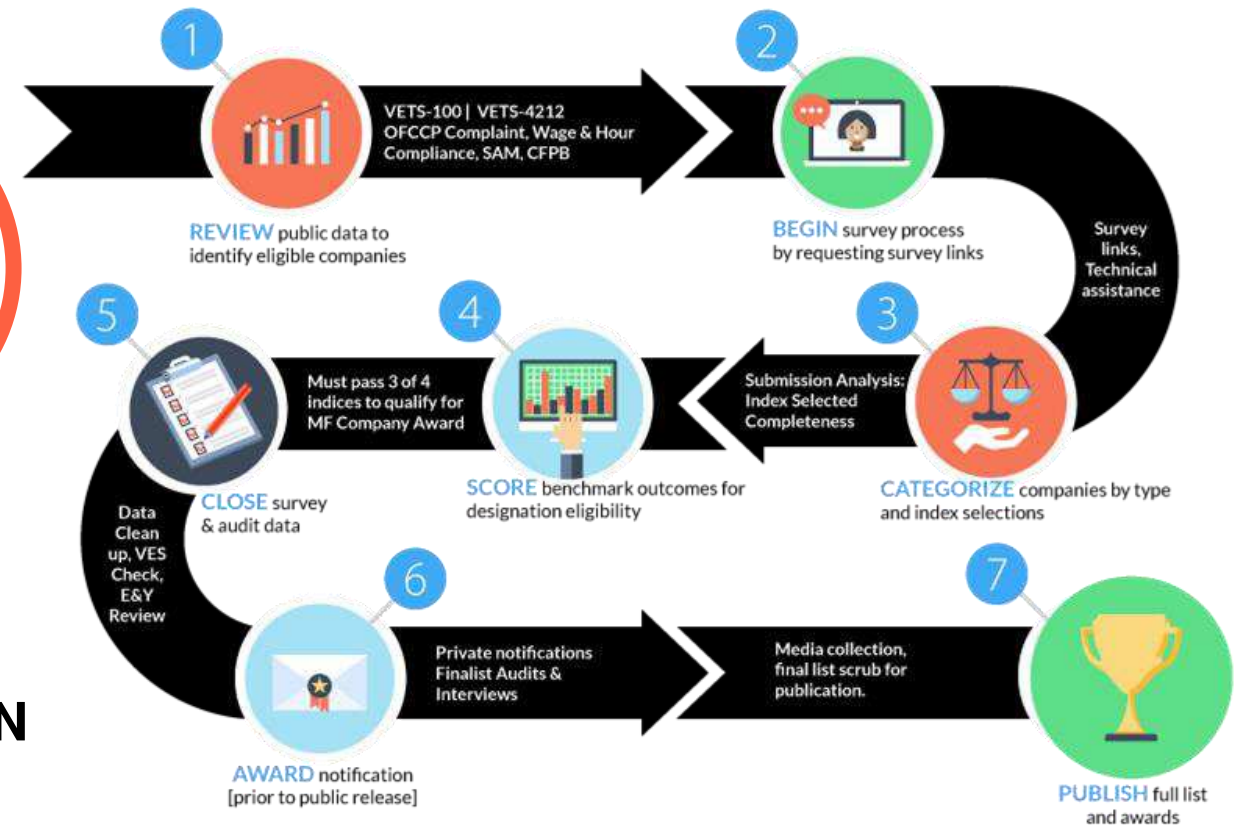 1
VETS-100 | VETS-4212
OFCCP Complaint, Wage & Hour
Compliance, SAM, CFPB
REVIEW public data to
identify eligible companies
2
BEGIN survey process
by requesting survey links
Survey
links,
Technical
assistance
3
CATEGORIZE companies by type
and index selections
Submission Analysis:
Index Selected
Completeness
4
SCORE benchmark outcomes for
designation eligibility
Must pass 3 of 4
indices to qualify for
MF Company Award
5
CLOSE survey
& audit data
Data
Clean
up, VES
Check,
E&Y
Review
6
AWARD notification
[prior to public release]
Private notifications
Finalist Audits &
Interviews
Media collection,
final list scrub for
publication.
7
PUBLISH full list
and awards
N